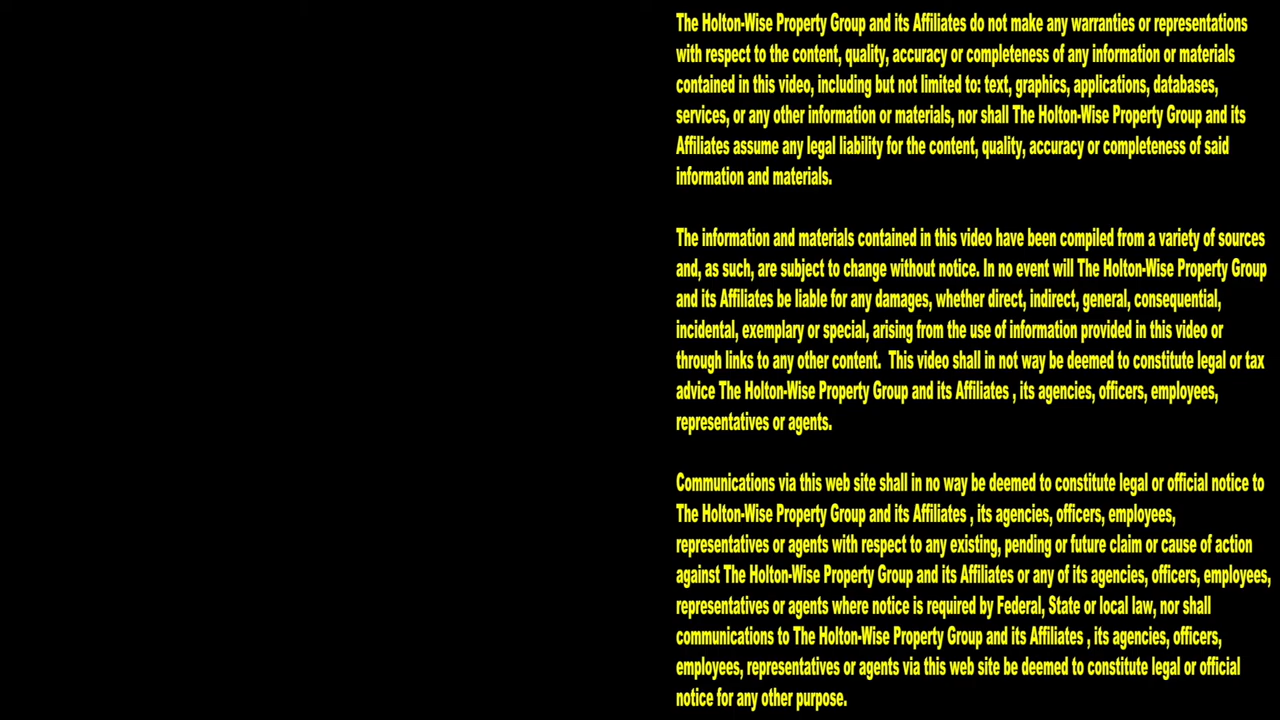 The Holton-Wise Property Group and its Affiliates do not make any warranties or representations
with respect to the content, quality, accuracy or completeness of any information or materials
contained in this video, including but not limited to: text, graphics, applications, databases,
services, or any other information or materials, nor shall The Holton-Wise Property Group and its
Affiliates assume any legal liability for the content, quality, accuracy or completeness of said
information and materials.
The information and materials contained in this video have been compiled from a variety of sources
and, as such, are subject to change without notice. In no event will The Holton-Wise Property Group
and its Affiliates be liable for any damages, whether direct, indirect, general, consequential,
incidental, exemplary or special, arising from the use of information provided in this video or
through links to any other content.  This video shall in not way be deemed to constitute legal or tax
advice The Holton-Wise Property Group and its Affiliates , its agencies, officers, employees,
representatives or agents.
Communications via this web site shall in no way be deemed to constitute legal or official notice to
The Holton-Wise Property Group and its Affiliates , its agencies, officers, employees,
representatives or agents with respect to any existing, pending or future claim or cause of action
against The Holton-Wise Property Group and its Affiliates or any of its agencies, officers, employees,
representatives or agents where notice is required by Federal, State or local law, nor shall
communications to The Holton-Wise Property Group and its Affiliates , its agencies, officers,
employees, representatives or agents via this web site be deemed to constitute legal or official
notice for any other purpose.